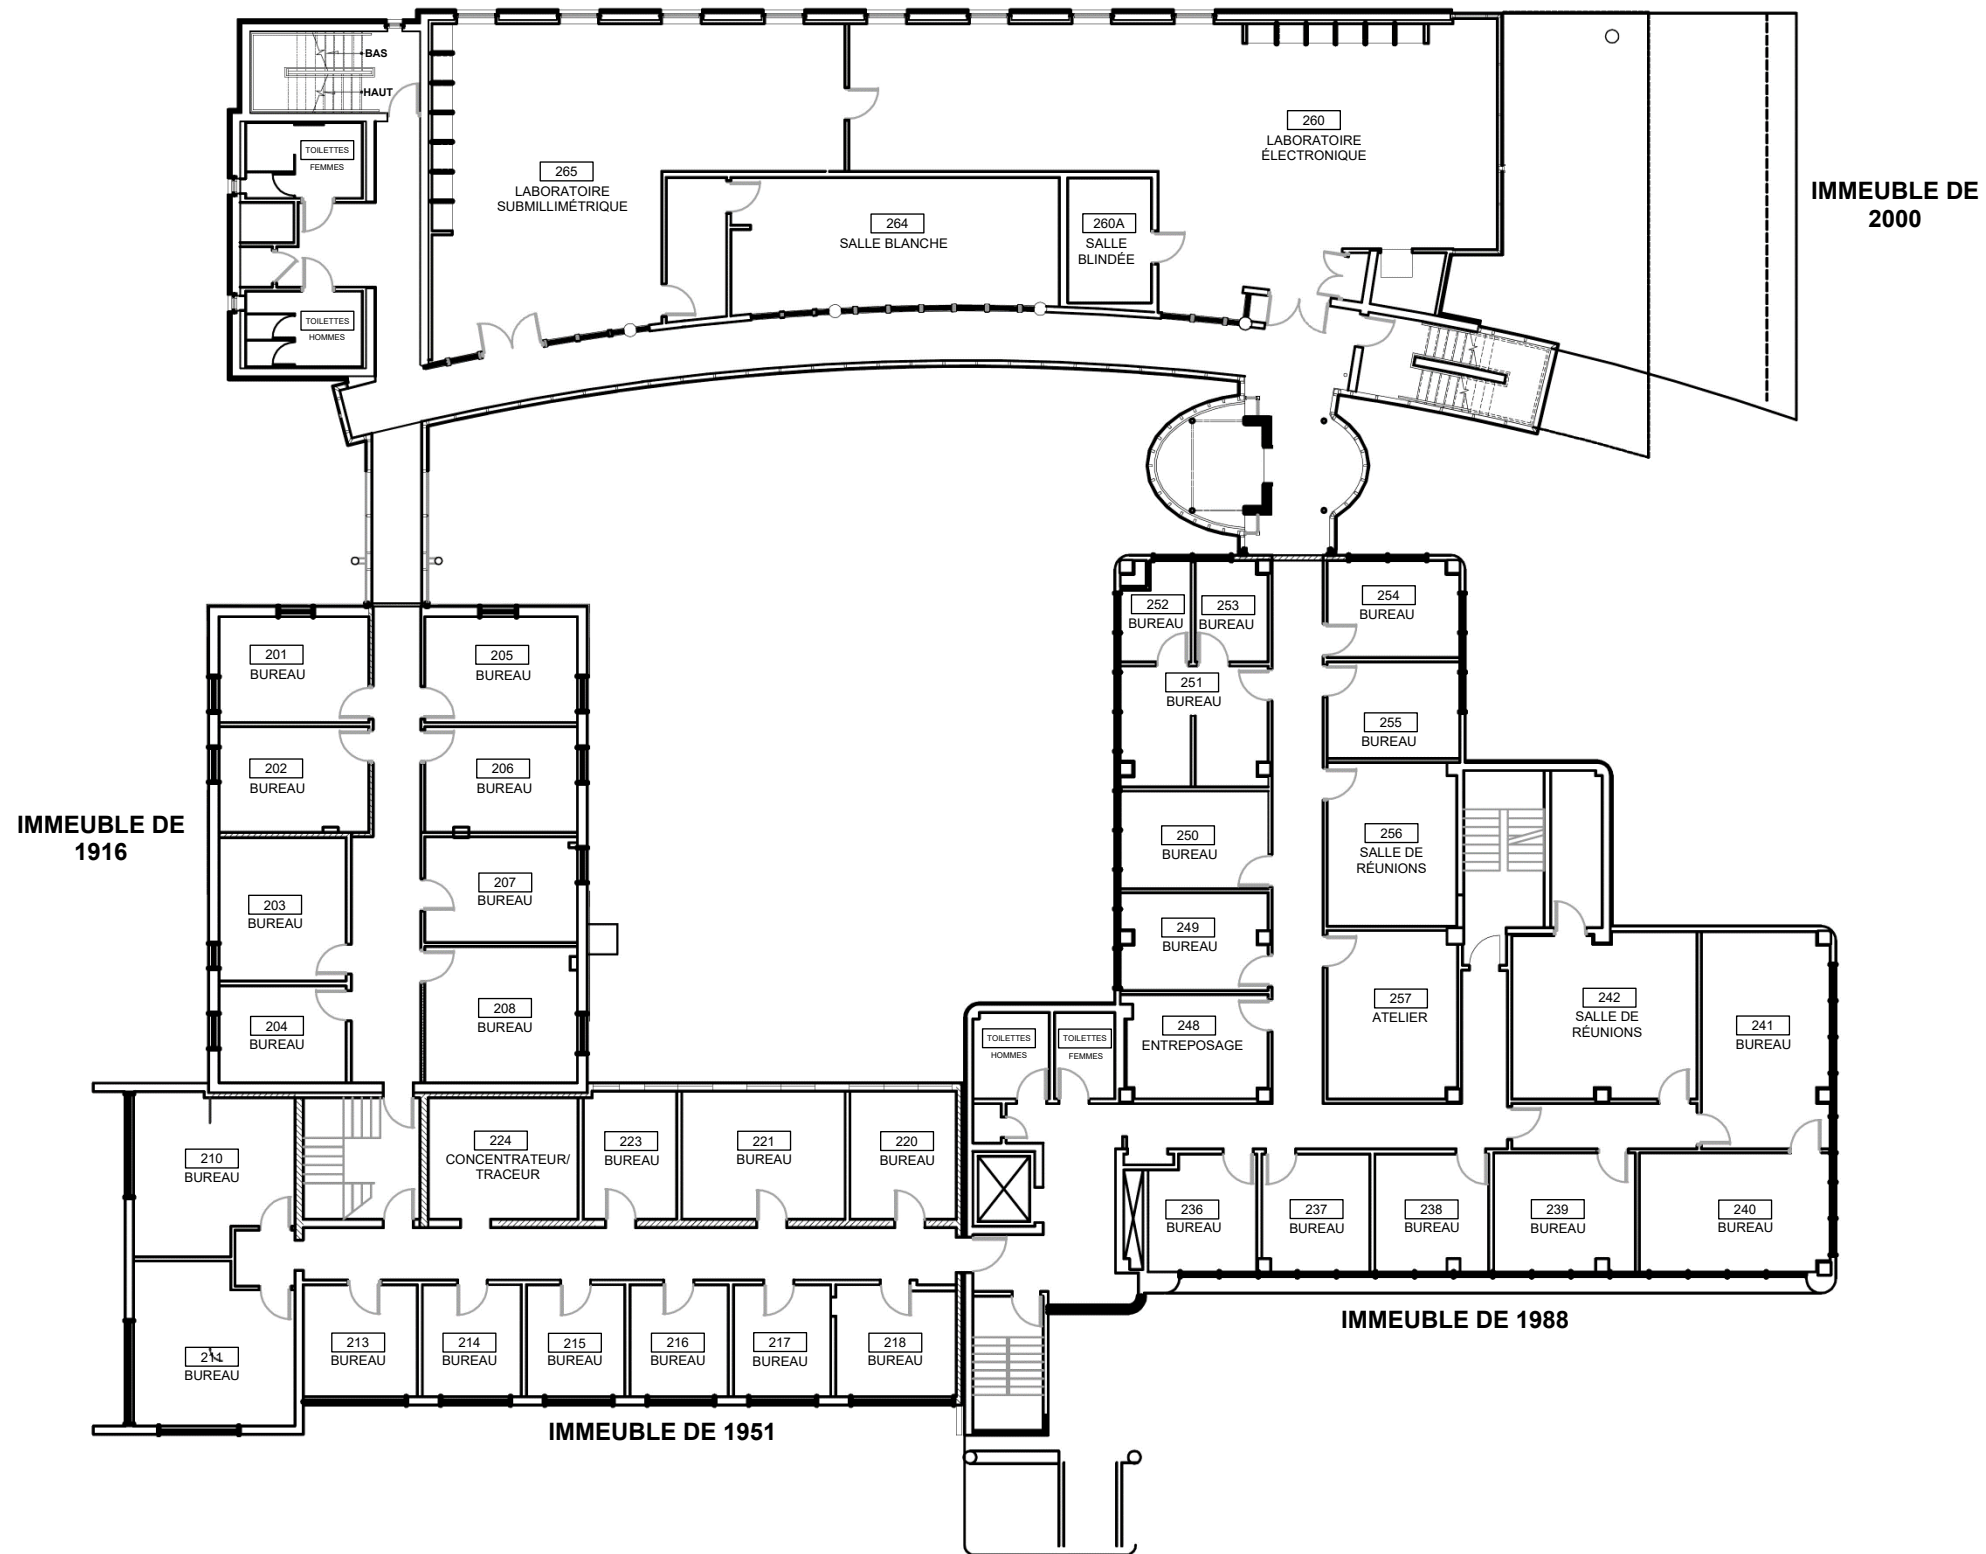 BAS
HAUT
TOILETTES
FEMMES
265
LABORATOIRE
SUBMILLIMÉTRIQUE
260
LABORATOIRE
ÉLECTRONIQUE
264
SALLE BLANCHE
260A
SALLE
BLINDÉE
IMMEUBLE DE
2000
TOILETTES
HOMMES
252
BUREAU
253
BUREAU
254
BUREAU
201
BUREAU
205
BUREAU
251
BUREAU
255
BUREAU
202
BUREAU
206
BUREAU
IMMEUBLE DE
1916
250
BUREAU
256
SALLE DE
RÉUNIONS
203
BUREAU
207
BUREAU
249
BUREAU
204
BUREAU
208
BUREAU
TOILETTES
HOMMES
TOILETTES
FEMMES
248
ENTREPOSAGE
257
ATELIER
242
SALLE DE
RÉUNIONS
241
BUREAU
210
BUREAU
224
CONCENTRATEUR/
TRACEUR
223
BUREAU
221
BUREAU
220
BUREAU
236
BUREAU
237
BUREAU
238
BUREAU
239
BUREAU
240
BUREAU
211
BUREAU
213
BUREAU
214
BUREAU
215
BUREAU
216
BUREAU
217
BUREAU
218
BUREAU
IMMEUBLE DE 1988
IMMEUBLE DE 1951